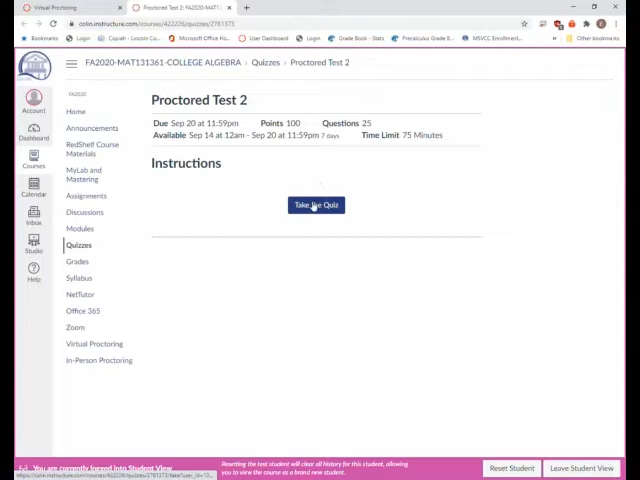 Virtual Proctoring
Proctored Test 2: FA2020-MAT1
colin.instructure.com/courses/422226/quizzes/2781373
Bookmarks Login Copiah - Lincoln Co... Microsoft Office Ho... User Dashboard Login Grade Book - Stats Precalculus Grade B... MSVCC Enrollment... Other bookmarks
FA2020-MAT131361-COLLEGE ALGEBRA › Quizzes › Proctored Test 2
Account
Dashboard
Courses
Calendar
Inbox
Studio
Help
FA2020
Home
Announcements
RedShelf Course
Materials
MyLab and
Mastering
Assignments
Discussions
Modules
Quizzes
Grades
Syllabus
NetTutor
Office 365
Zoom
Virtual Proctoring
In-Person Proctoring
Proctored Test 2
Due Sep 20 at 11:59pm Points 100 Questions 25
Available Sep 14 at 12am - Sep 20 at 11:59pm 7 days Time Limit 75 Minutes
Instructions
Take the Quiz
You are currently logged into Student View
Resetting the test student will clear all history for this student, allowing
you to view the course as a brand new student.
Reset Student
Leave Student View